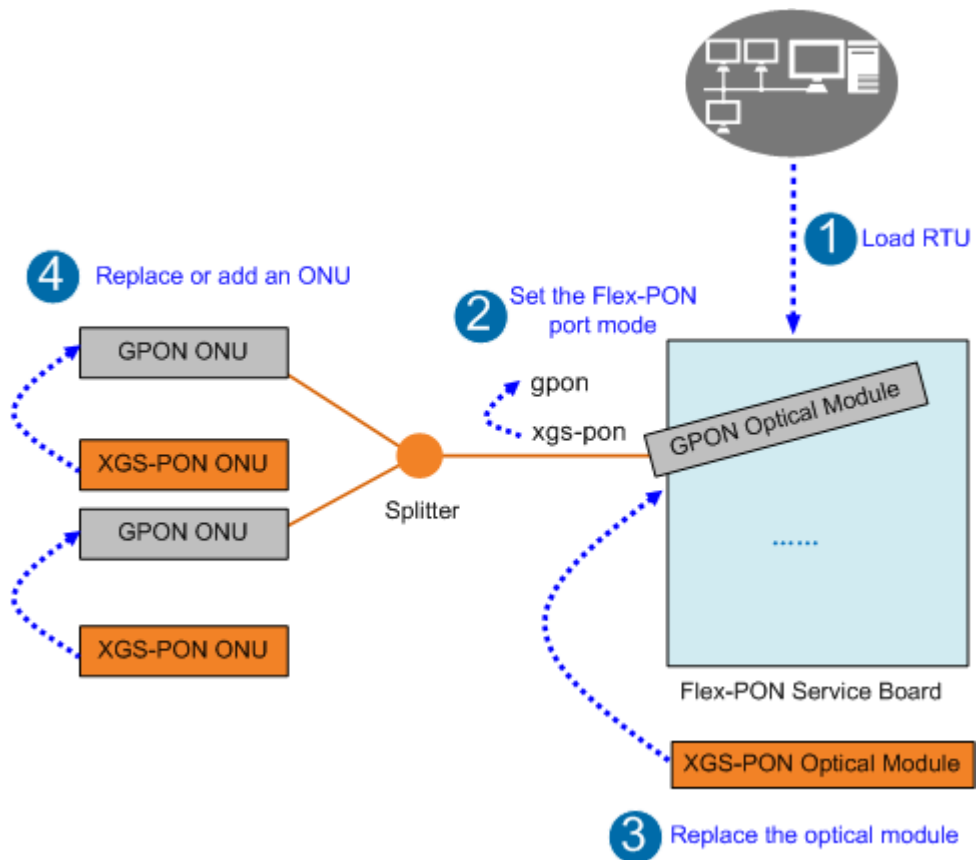 1
Load RTU
4
Replace or add an ONU
2
Set the Flex-PON
port mode
GPON ONU
gpon
GPON Optical Module
xgs-pon
XGS-PON ONU
Splitter
GPON ONU
......
XGS-PON ONU
Flex-PON Service Board
XGS-PON Optical Module
3
Replace the optical module